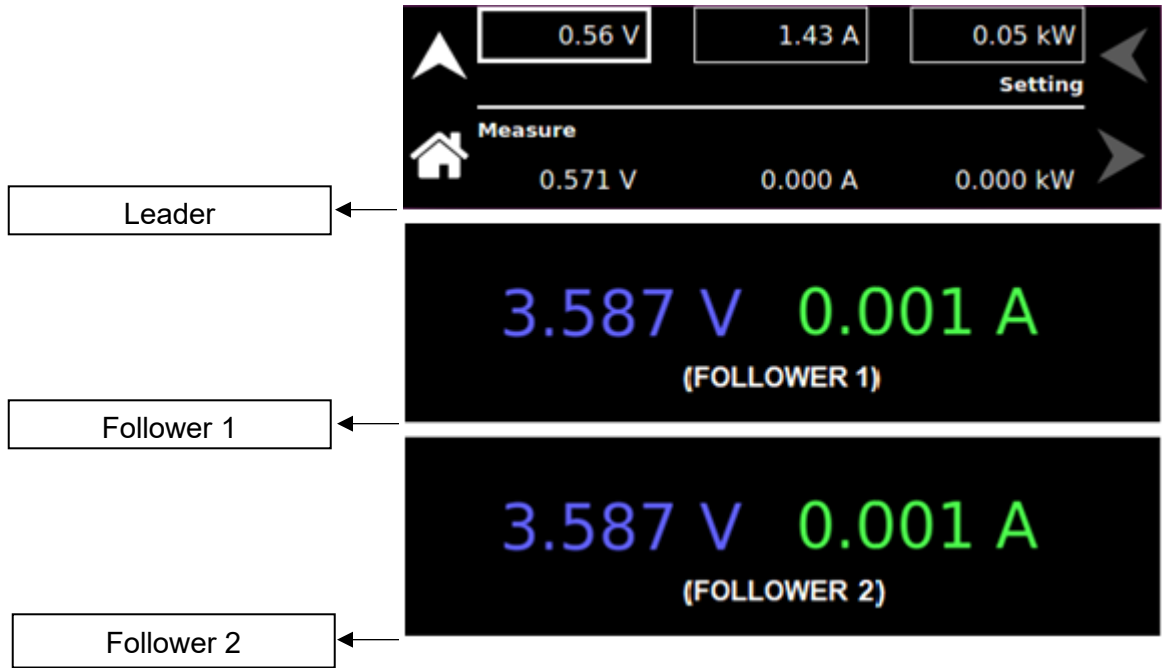 0.56 V 1.43 A 0.05 kW
Setting
Measure
0.571 V 0.000 A 0.000 kW
Leader
3.587 V 0.001 A
(FOLLOWER 1)
Follower 1
3.587 V 0.001 A
(FOLLOWER 2)
Follower 2